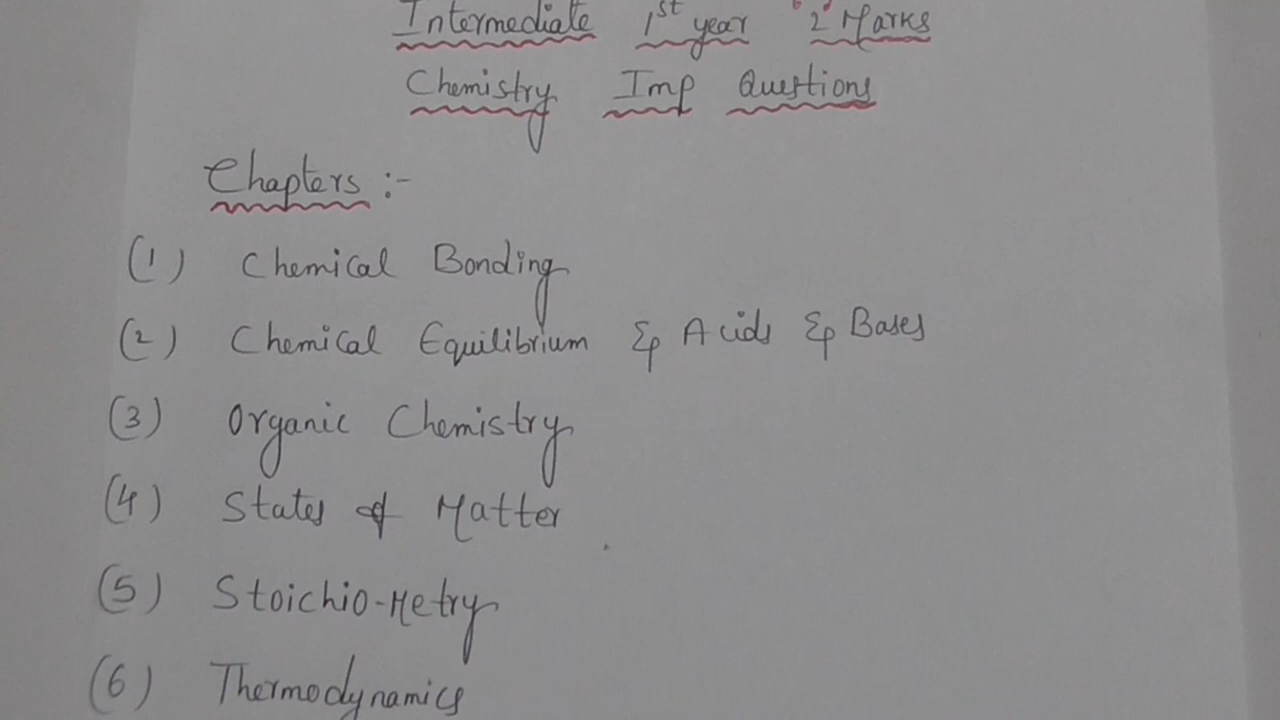 Intermediate 1st year "2" Marks
Chemistry Imp Questions
Chapters :-
(1) Chemical Bonding
(2) Chemical Equilibrium & Acids & Bases
(3) Organic Chemistry
(4) States of Matter
(5) Stoichio-Metry
(6) Thermodynamics